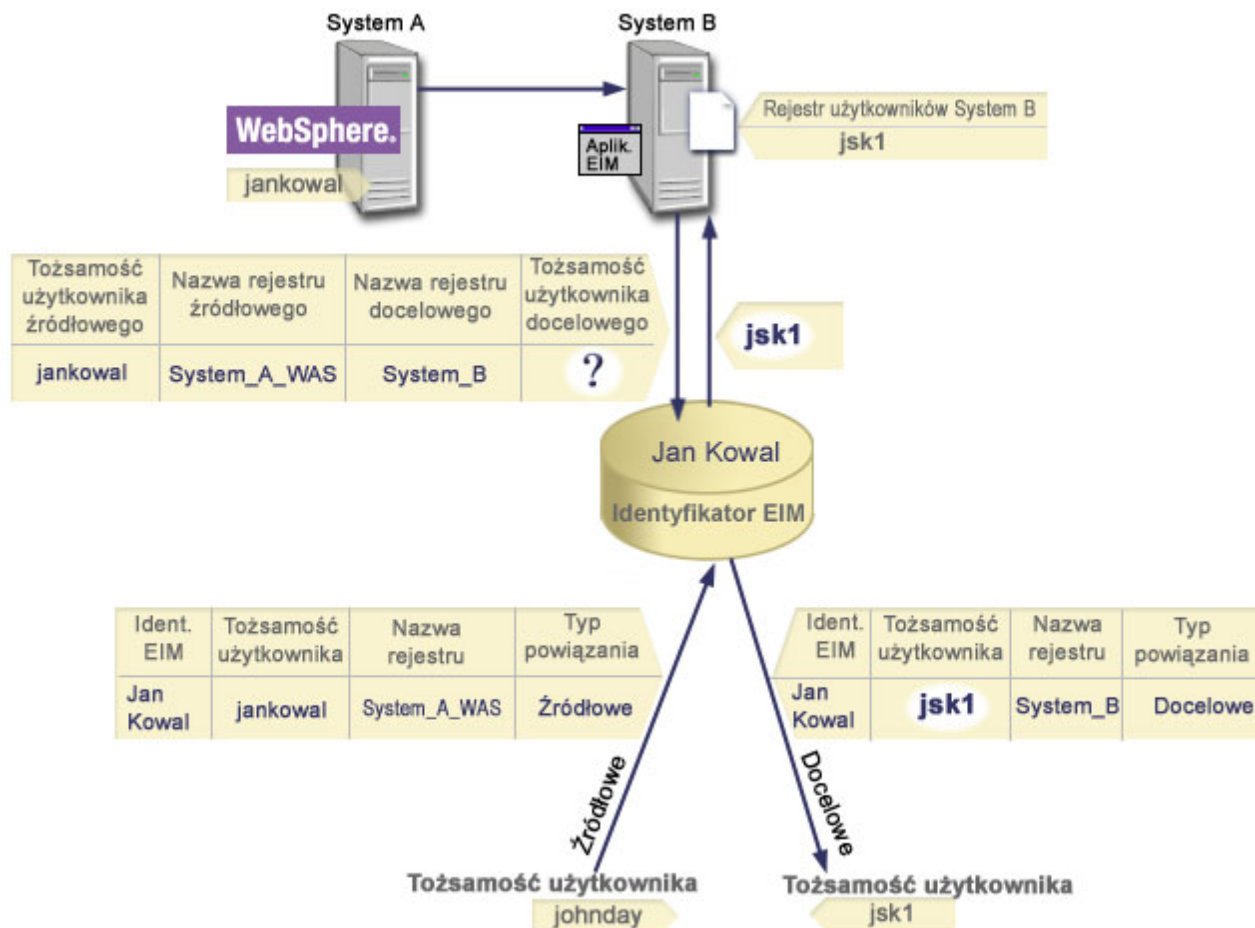 System A
System B
WebSphere.
jankowal
Aplik.
EIM
Rejestr użytkowników System B
jsk1
Tożsamość
użytkownika
źródłowego
Nazwa rejestru
źródłowego
Nazwa rejestru
docelowego
Tożsamość
użytkownika
docelowego
jankowal
System_A_WAS
System_B
?
jsk1
Jan Kowal
Identyfikator EIM
Ident.
EIM
Tożsamość
użytkownika
Nazwa
rejestru
Typ
powiązania
Jan
Kowal
jankowal
System_A_WAS
Źródłowe
Ident.
EIM
Tożsamość
użytkownika
Nazwa
rejestru
Typ
powiązania
Jan
Kowal
jsk1
System_B
Docelowe
Źródłowe
Docelowe
Tożsamość użytkownika
johnday
Tożsamość użytkownika
jsk1